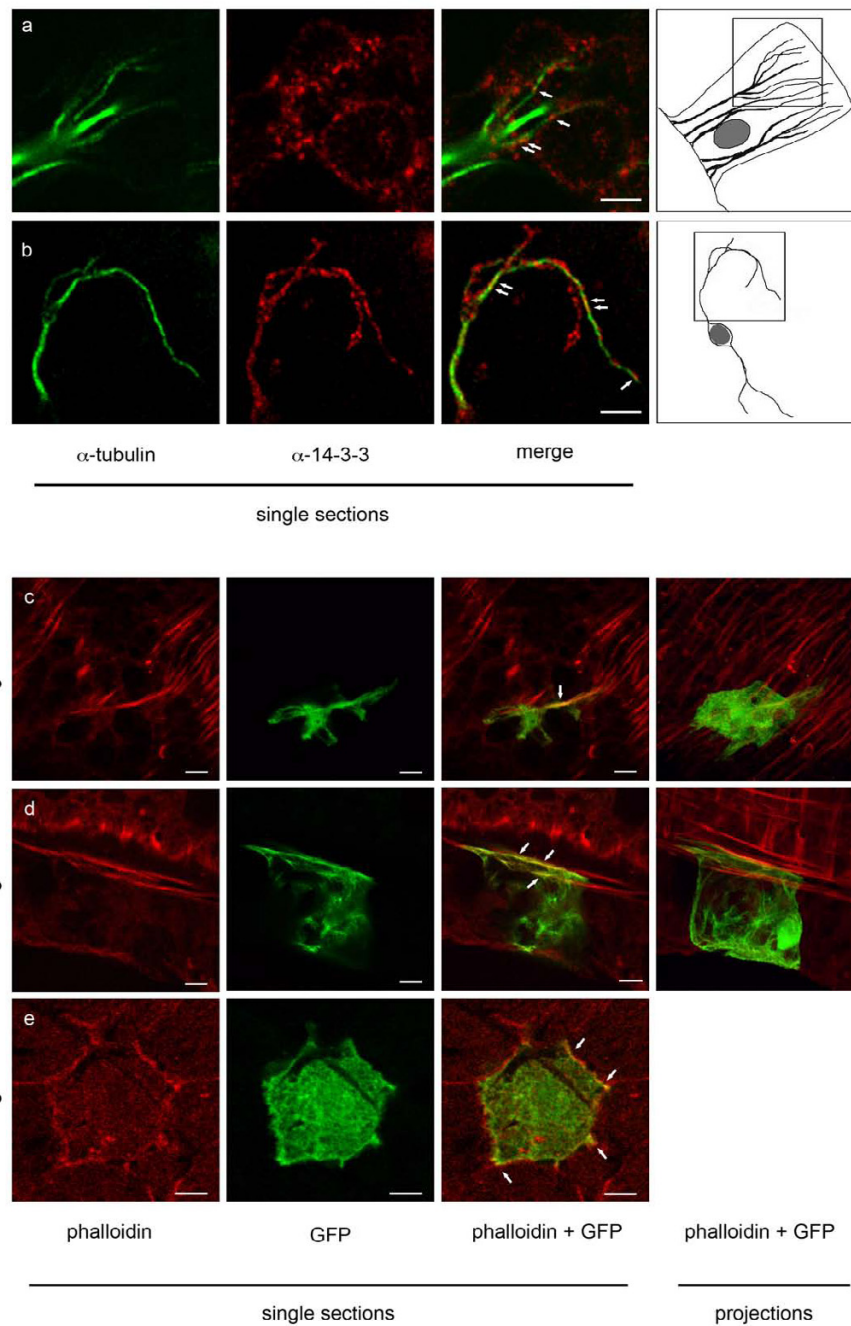 a
b
α-tubulin α-14-3-3 merge
single sections
c
d
e
phalloidin GFP phalloidin + GFP phalloidin + GFP
single sections projections